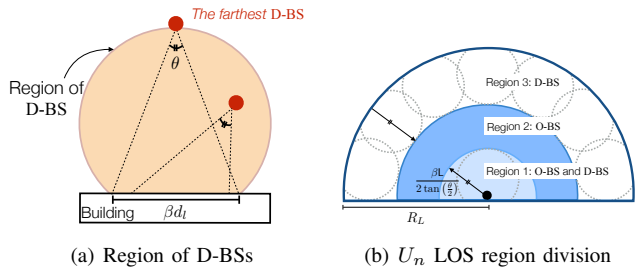 The farthest D-BS
θ
Region of
D-BS
Building
βd_l
(a) Region of D-BSs
Region 3: D-BS
Region 2: O-BS
Region 1: O-BS and D-BS
βL
2 tan(θ/2)
R_L
(b) U_n LOS region division